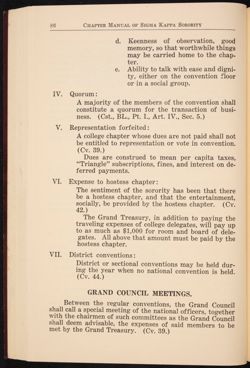 86 CHAPTER MANUAL OF SIGMA KAPPA SORORITY
d. Keenness of observation, good
memory, so that worthwhile things
may be carried home to the chap-
ter.
e. Ability to talk with ease and digni-
ty, either on the convention floor
or in a social group.
IV. Quorum:
A majority of the members of the convention shall
constitute a quorum for the transaction of busi-
ness. (Cst., BL., Pt. I., Art. IV., Sec. 5.)
V. Representation forfeited:
A college chapter whose dues are not paid shall not
be entitled to representation or vote in convention.
(Cv. 39.)
Dues are construed to mean per capita taxes,
"Triangle" subscriptions, fines, and interest on de-
ferred payments.
VI. Expense to hostess chapter:
The sentiment of the sorority has been that there
be a hostess chapter, and that the entertainment,
socially, be provided by the hostess chapter. (Cv.
42.)
The Grand Treasury, in addition to paying the
traveling expenses of college delegates, will pay up
to as much as $1,000 for room and board of dele-
gates. All above that amount must be paid by the
hostess chapter.
VII. District conventions:
District or sectional conventions may be held dur-
ing the year when no national convention is held.
(Cv. 44.)
GRAND COUNCIL MEETINGS.
Between the regular conventions, the Grand Council
shall call a special meeting of the national officers, together
with the chairmen of such committees as the Grand Council
shall deem advisable, the expenses of said members to be
met by the Grand Treasury. (Cv. 39.)